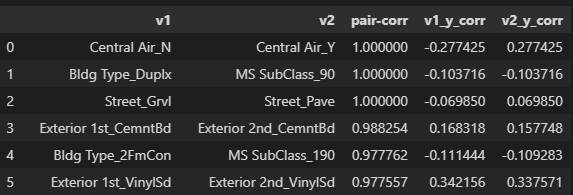 v1 v2 pair-corr v1_y_corr v2_y_corr
0 Central Air_N Central Air_Y 1.000000 -0.277425 0.277425
1 Bldg Type_Duplx MS SubClass_90 1.000000 -0.103716 -0.103716
2 Street_Grvl Street_Pave 1.000000 -0.069850 0.069850
3 Exterior 1st_CemntBd Exterior 2nd_CmentBd 0.988254 0.168318 0.157748
4 Bldg Type_2FmCon MS SubClass_190 0.977762 -0.111444 -0.109283
5 Exterior 1st_VinylSd Exterior 2nd_VinylSd 0.977557 0.342156 0.337571